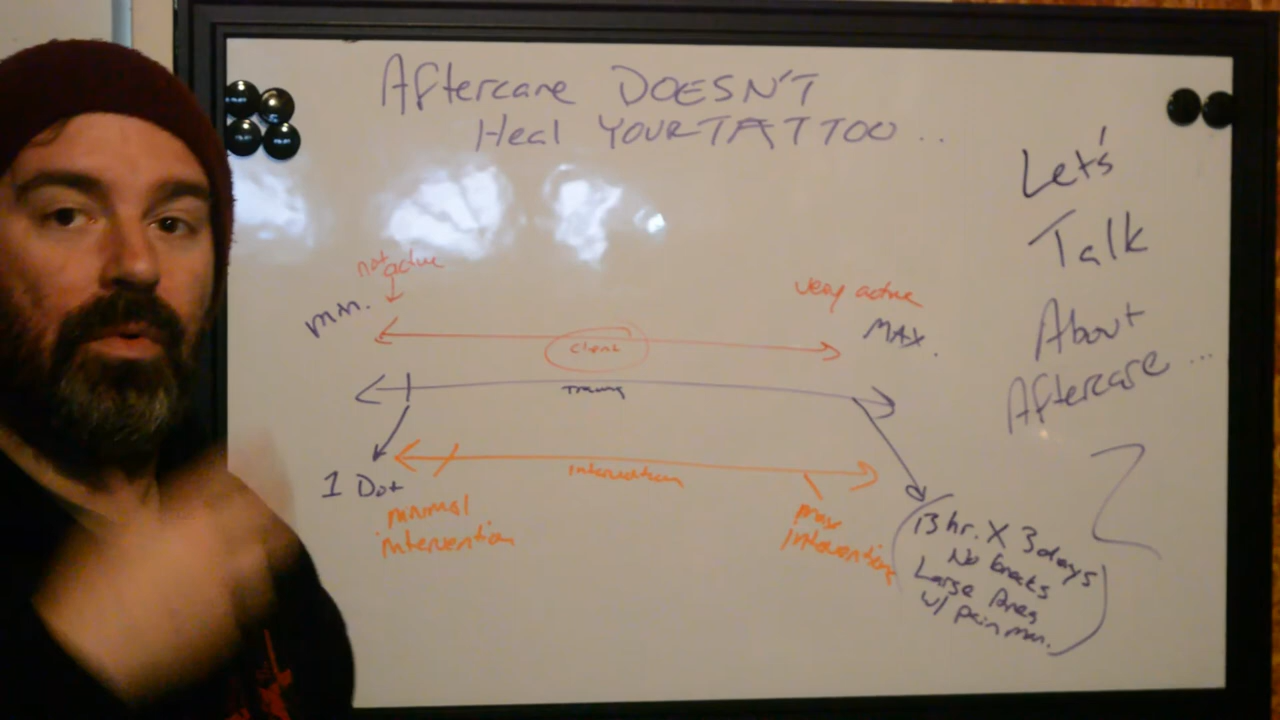 Aftercare DOESN'T
Heal YOUR TATTOO ...
Let's
Talk
About
Aftercare ...
not active
min.
very active
MAX.
client
Trauma
1 Dot
intervention
minimal
intervention
max
intervention
13 hr. X 3 days
No breaks
Large Area
w/ pain man.